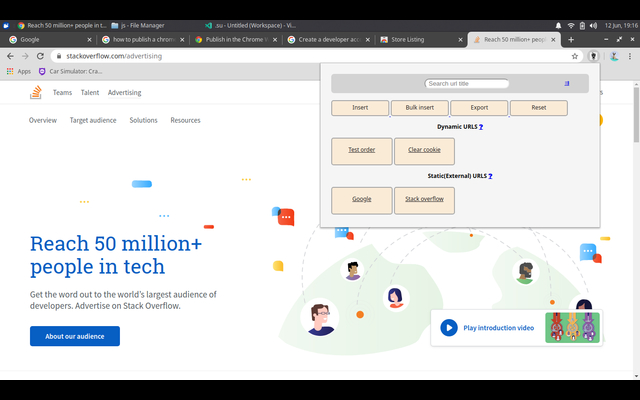 Reach 50 million+ people in t...
js - File Manager
.su - Untitled (Workspace) - Vi...
12 Jun, 19:16
Google
how to publish a chrom
Publish in the Chrome
Create a developer acc
Store Listing
Reach 50 million+ peopl
stackoverflow.com/advertising
Apps
Car Simulator: Cra...
Teams
Talent
Advertising
Overview
Target audience
Solutions
Resources
Search url title
Insert
Bulk insert
Export
Reset
Dynamic URLS ?
Test order
Clear cookie
Static(External) URLS ?
Google
Stack overflow
Reach 50 million+
people in tech
Get the word out to the world's largest audience of
developers. Advertise on Stack Overflow.
About our audience
Play introduction video